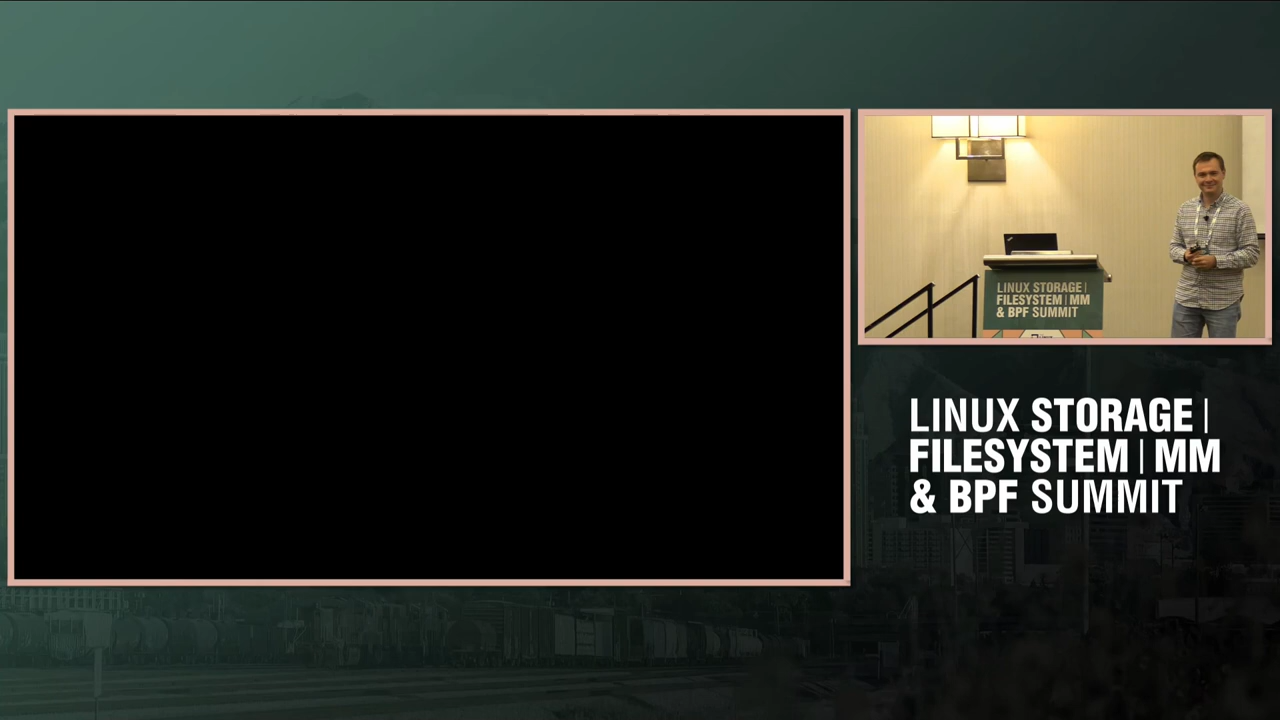 LINUX STORAGE |
FILESYSTEM | MM
& BPF SUMMIT
LINUX STORAGE |
FILESYSTEM | MM
& BPF SUMMIT